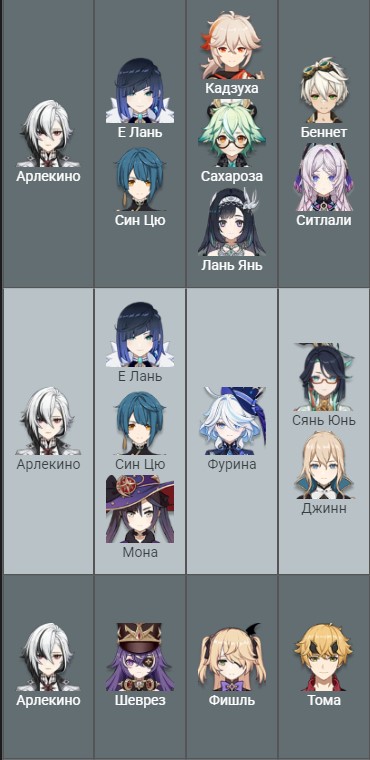 Кадзуха
Е Лань
Беннет
Арлекино
Сахароза
Син Цю
Ситлали
Лань Янь
Е Лань
Сянь Юнь
Арлекино
Син Цю
Фурина
Джинн
Мона
Арлекино
Шеврез
Фишль
Тома